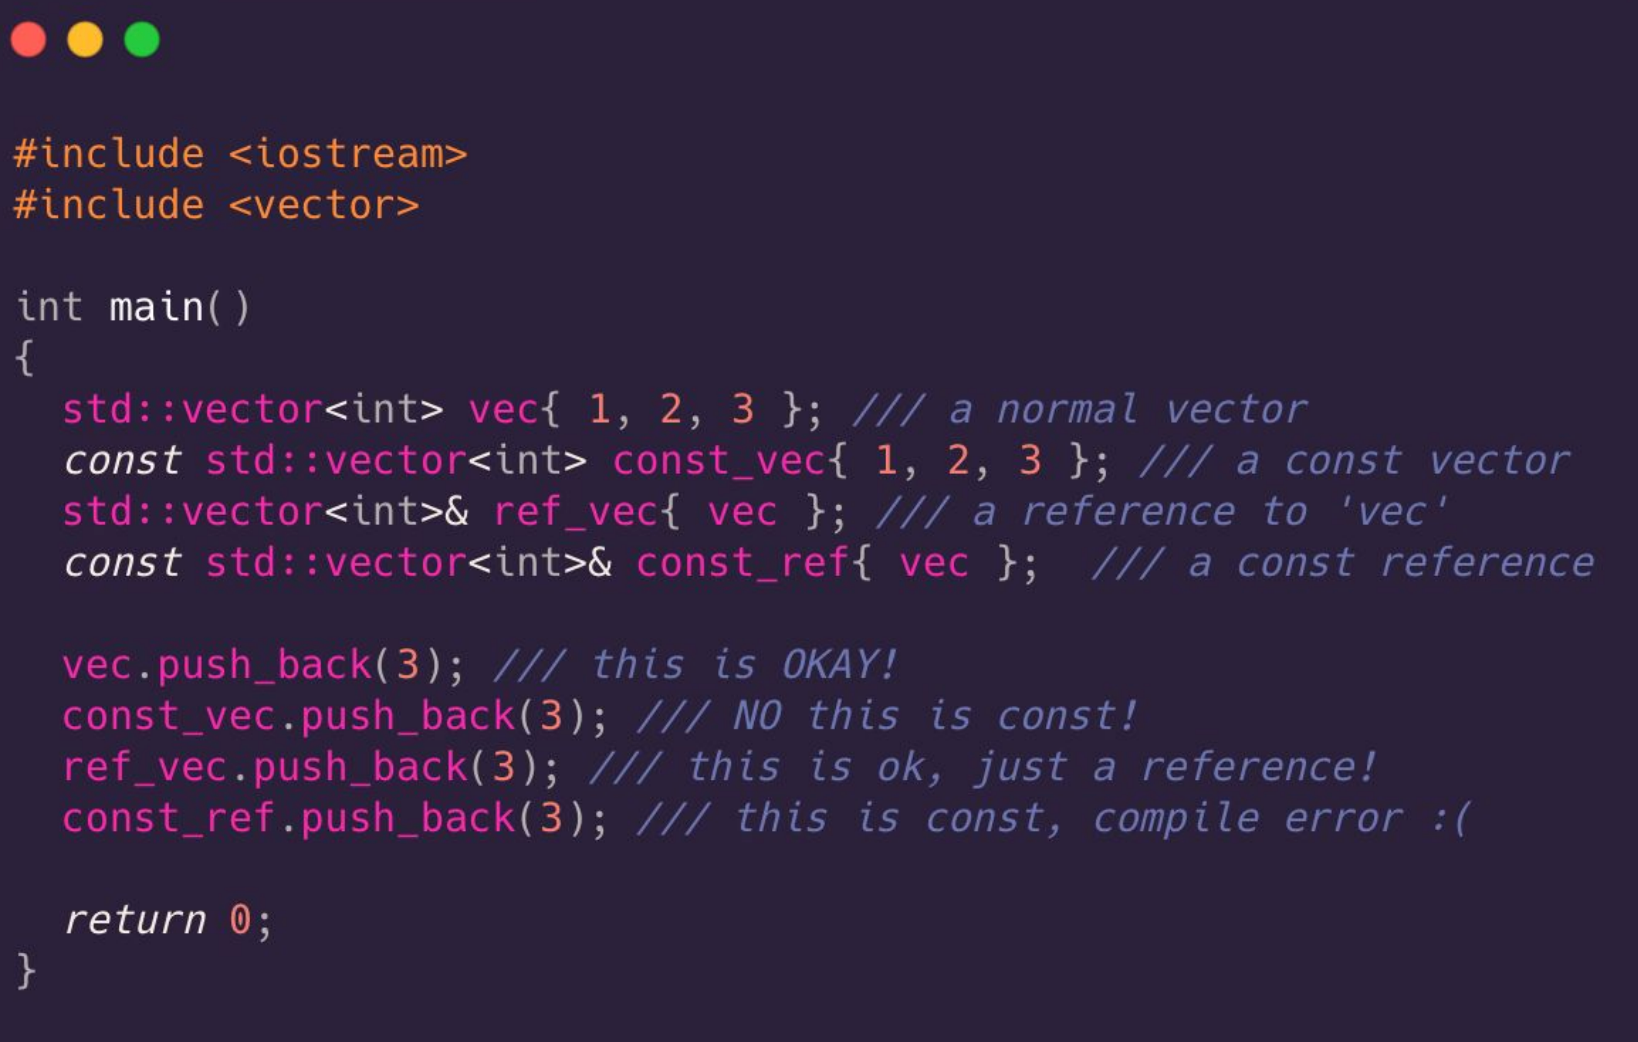 #include <iostream>
#include <vector>
int main()
{
std::vector<int> vec{ 1, 2, 3 }; /// a normal vector
const std::vector<int> const_vec{ 1, 2, 3 }; /// a const vector
std::vector<int>& ref_vec{ vec }; /// a reference to 'vec'
const std::vector<int>& const_ref{ vec };  /// a const reference
vec.push_back(3); /// this is OKAY!
const_vec.push_back(3); /// NO this is const!
ref_vec.push_back(3); /// this is ok, just a reference!
const_ref.push_back(3); /// this is const, compile error :(
return 0;
}